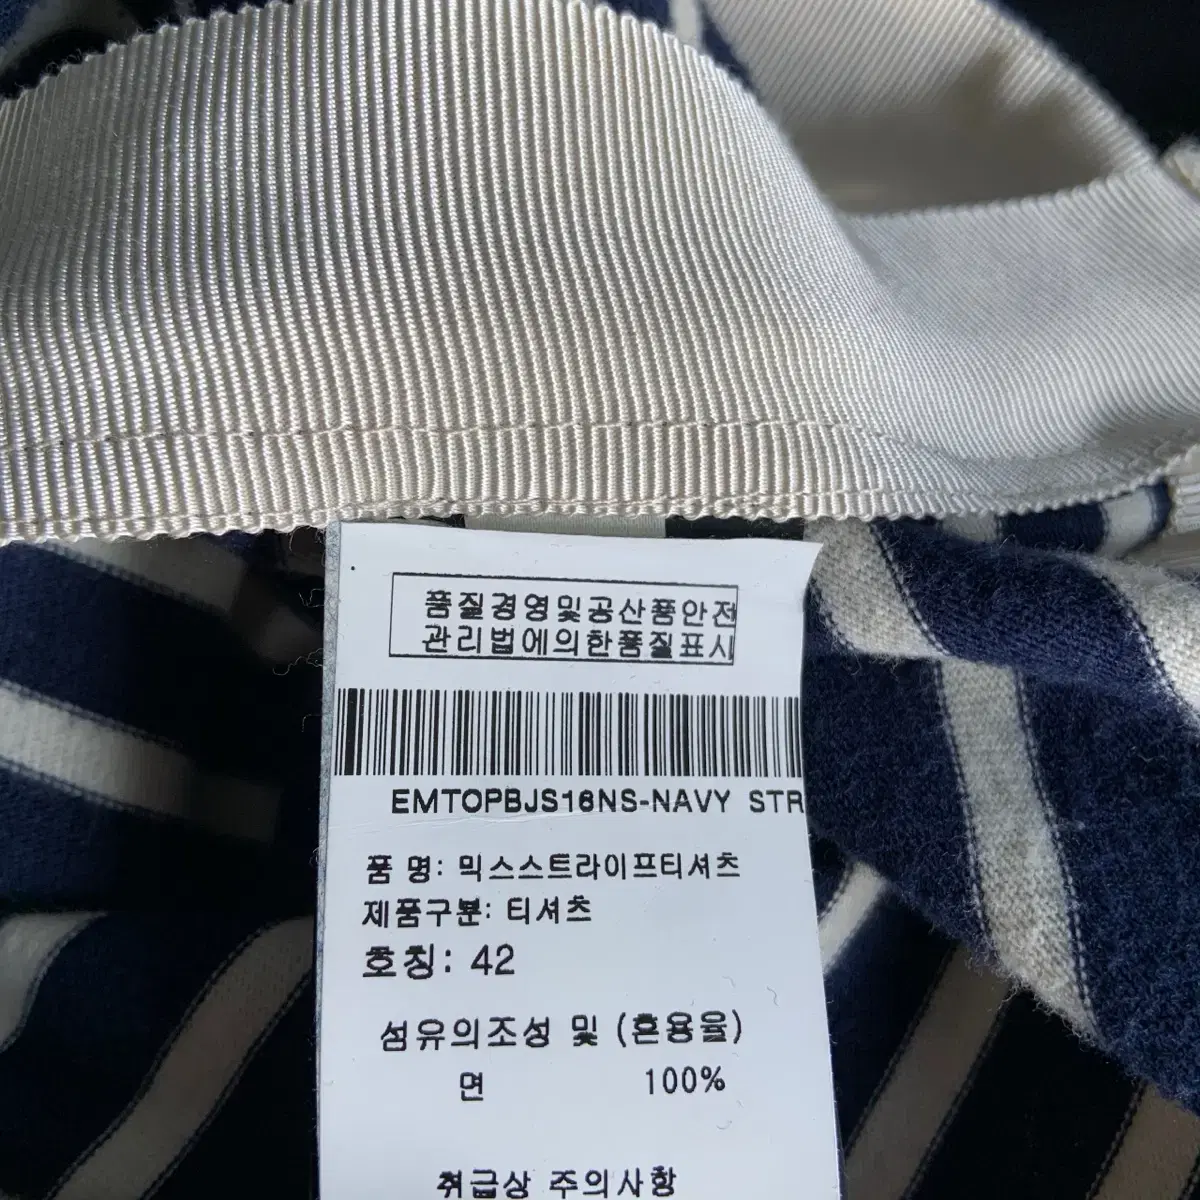 품질경영및공산품안전
관리법에의한품질표시
EMTOPBJS16NS-NAVY STR
품 명: 믹스스트라이프티셔츠
제품구분: 티셔츠
호칭: 42
섬유의조성 및 (혼용율)
면 100%
취급상 주의사항